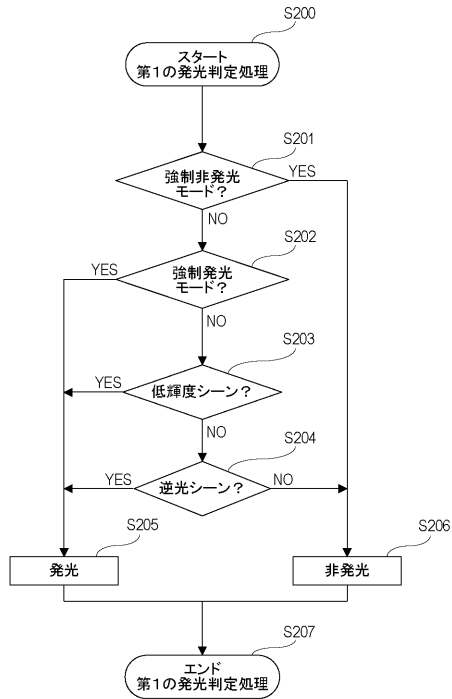 S200
スタート
第1の発光判定処理
S201
強制非発光
モード？
YES
NO
S202
強制発光
モード？
YES
NO
S203
低輝度シーン？
YES
NO
S204
逆光シーン？
YES
NO
S205
発光
S206
非発光
S207
エンド
第1の発光判定処理